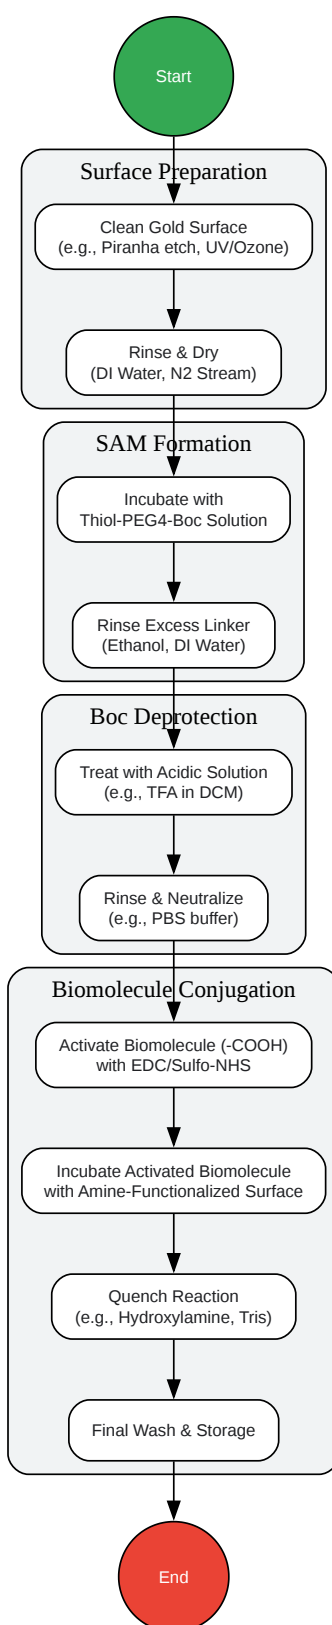 Start
Surface Preparation
Clean Gold Surface
(e.g., Piranha etch, UV/Ozone)
Rinse & Dry
(DI Water, N2 Stream)
SAM Formation
Incubate with
Thiol-PEG4-Boc Solution
Rinse Excess Linker
(Ethanol, DI Water)
Boc Deprotection
Treat with Acidic Solution
(e.g., TFA in DCM)
Rinse & Neutralize
(e.g., PBS buffer)
Biomolecule Conjugation
Activate Biomolecule (-COOH)
with EDC/Sulfo-NHS
Incubate Activated Biomolecule
with Amine-Functionalized Surface
Quench Reaction
(e.g., Hydroxylamine, Tris)
Final Wash & Storage
End